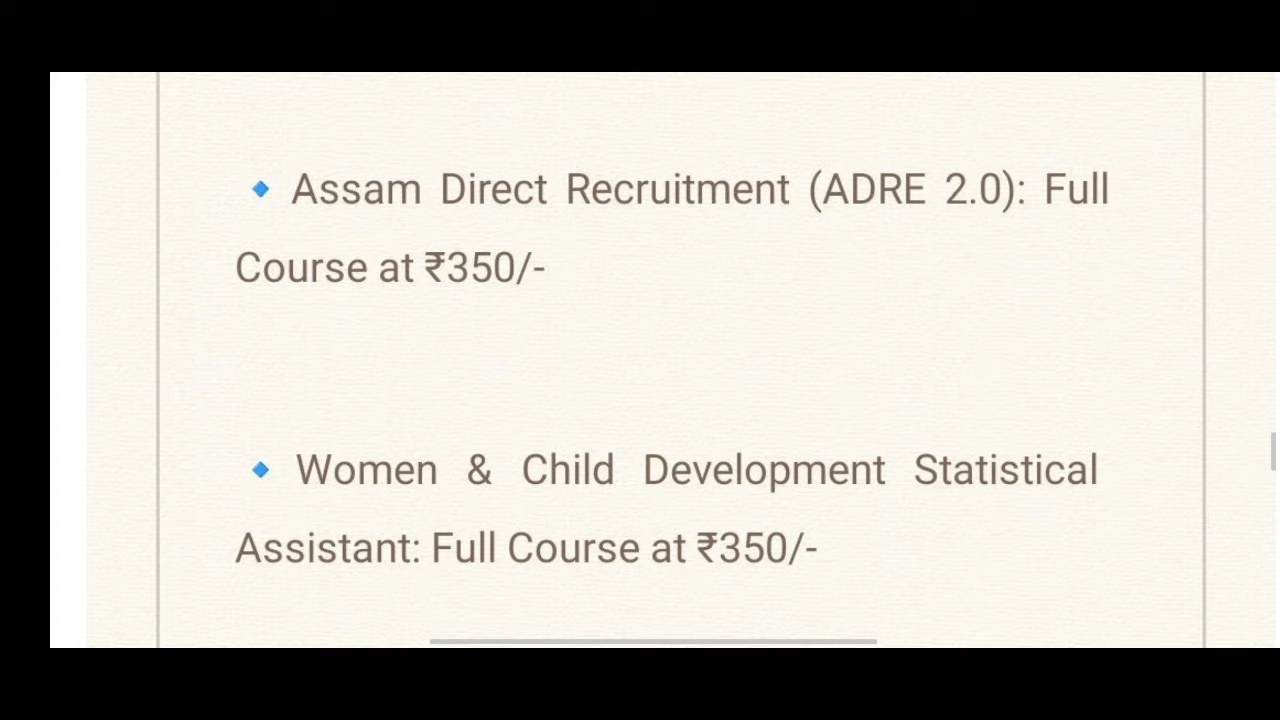 🔹 Assam Direct Recruitment (ADRE 2.0): Full
Course at ₹350/-
🔹 Women & Child Development Statistical
Assistant: Full Course at ₹350/-